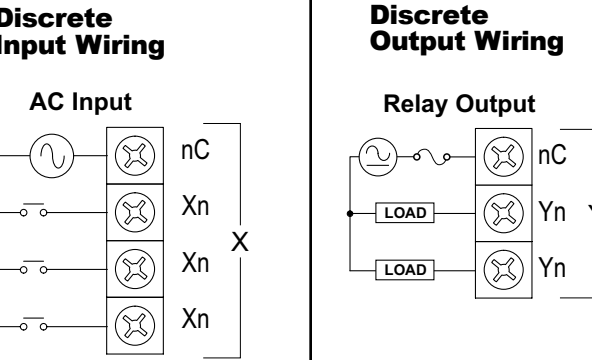 Discrete
Input Wiring
AC Input
nC
Xn
Xn
Xn
X
Discrete
Output Wiring
Relay Output
nC
LOAD
Yn
Y
LOAD
Yn